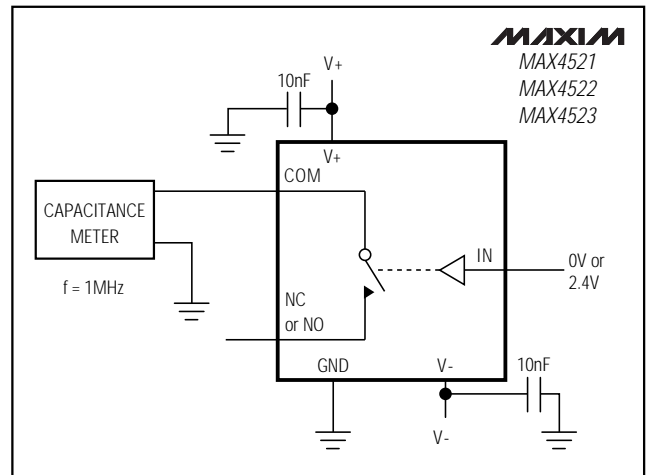 MAXIM
MAX4521
MAX4522
MAX4523
V+
10nF
V+
COM
CAPACITANCE
METER
f = 1MHz
IN
0V or
2.4V
NC
or NO
GND
V-
10nF
V-